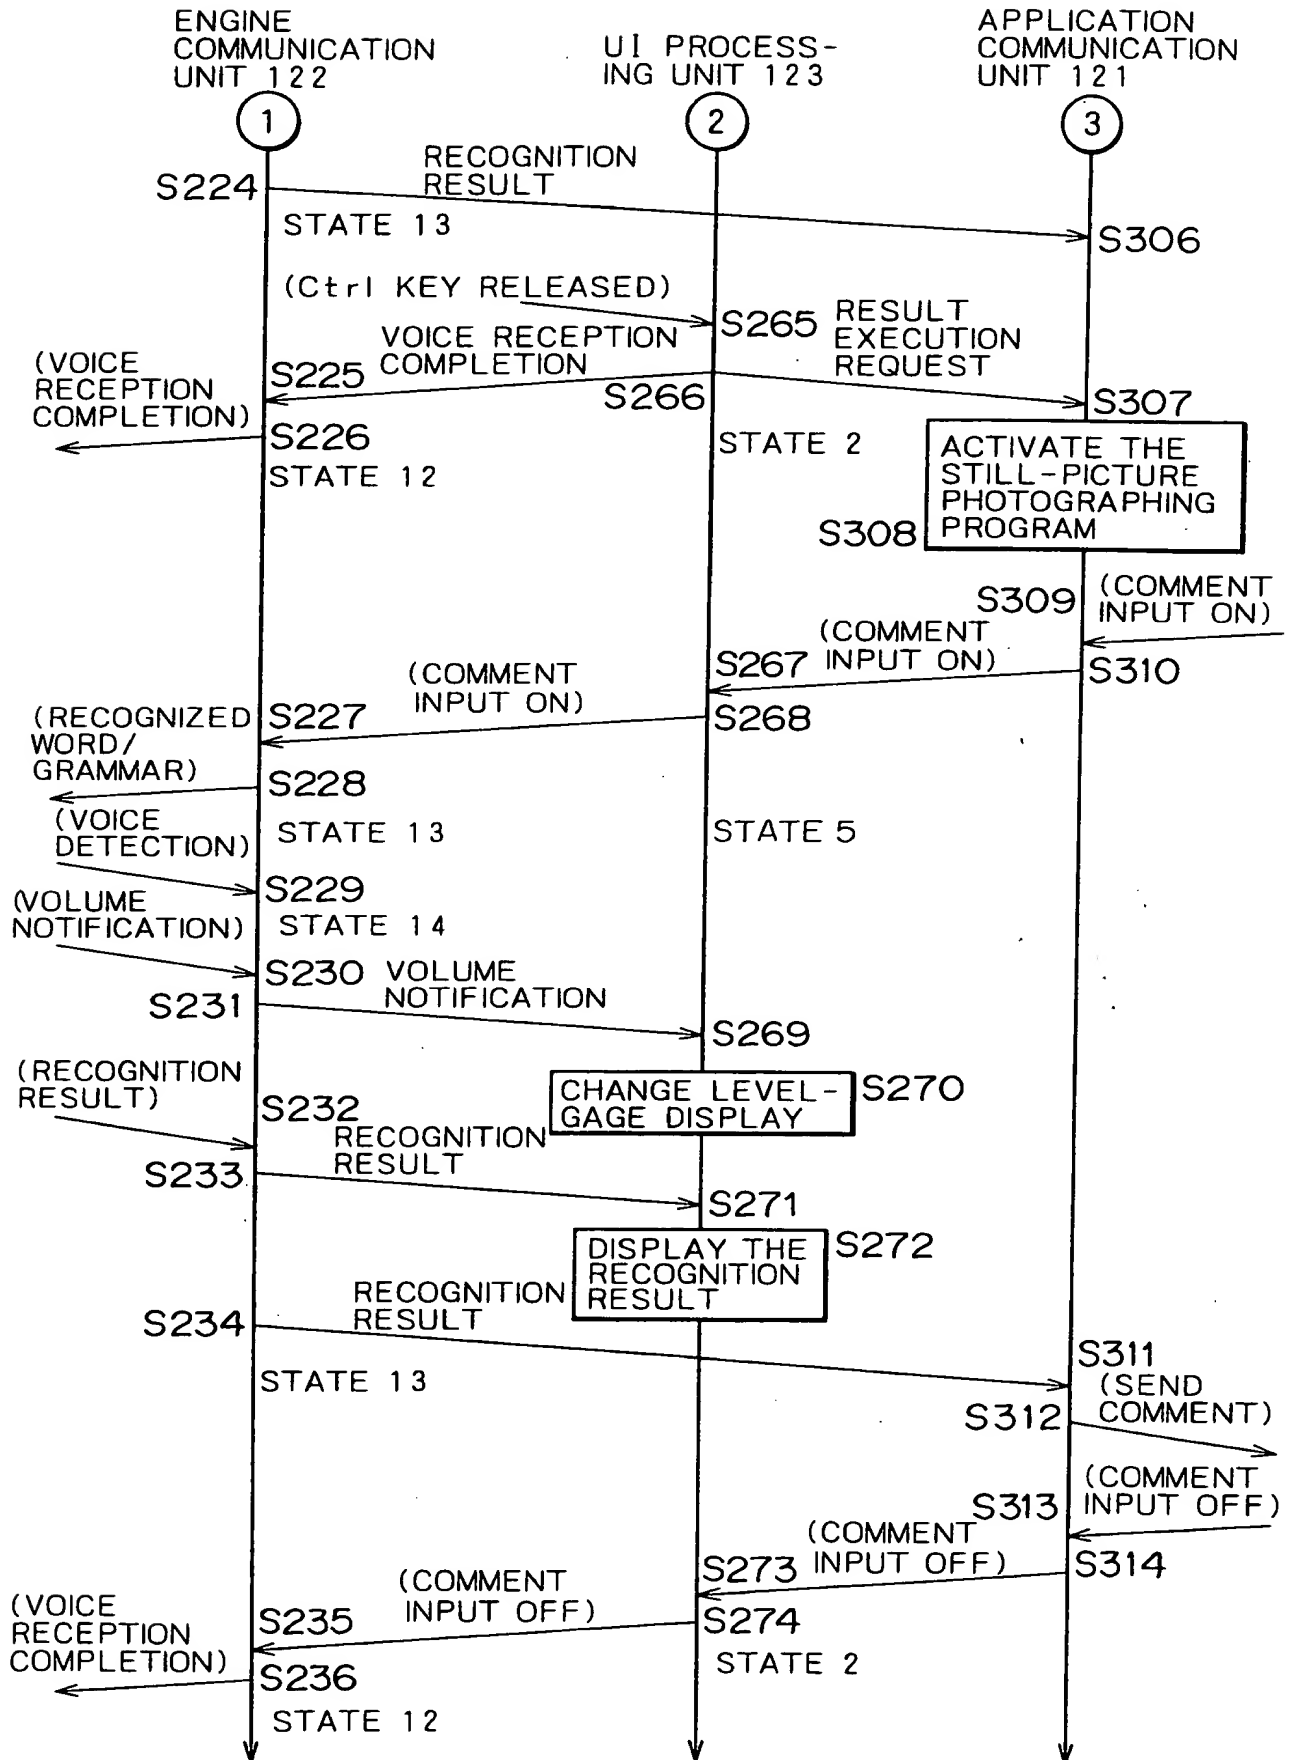 ENGINE
COMMUNICATION
UNIT 122
UI PROCESS-
ING UNIT 123
APPLICATION
COMMUNICATION
UNIT 121
1
2
3
RECOGNITION
RESULT
S224
STATE 13
S306
(Ctrl KEY RELEASED)
S265
RESULT
EXECUTION
REQUEST
VOICE RECEPTION
COMPLETION
(VOICE
RECEPTION
COMPLETION)
S225
S266
S307
S226
STATE 12
STATE 2
ACTIVATE THE
STILL-PICTURE
PHOTOGRAPHING
PROGRAM
S308
S309
(COMMENT
INPUT ON)
(COMMENT
INPUT ON)
S267
S310
(COMMENT
INPUT ON)
(RECOGNIZED
WORD/
GRAMMAR)
S227
S268
S228
(VOICE
DETECTION)
STATE 13
STATE 5
S229
(VOLUME
NOTIFICATION)
STATE 14
S230
VOLUME
NOTIFICATION
S231
S269
(RECOGNITION
RESULT)
CHANGE LEVEL-
GAGE DISPLAY
S270
S232
RECOGNITION
RESULT
S233
S271
DISPLAY THE
RECOGNITION
RESULT
S272
RECOGNITION
RESULT
S234
STATE 13
S311
(SEND
COMMENT)
S312
(COMMENT
INPUT OFF)
S313
(COMMENT
INPUT OFF)
S273
S314
(COMMENT
INPUT OFF)
(VOICE
RECEPTION
COMPLETION)
S235
S274
S236
STATE 2
STATE 12